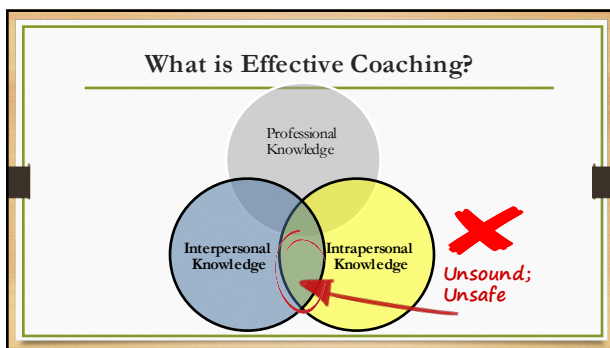 What is Effective Coaching?
Professional
Knowledge
Interpersonal
Knowledge
Intrapersonal
Knowledge
Unsound;
Unsafe